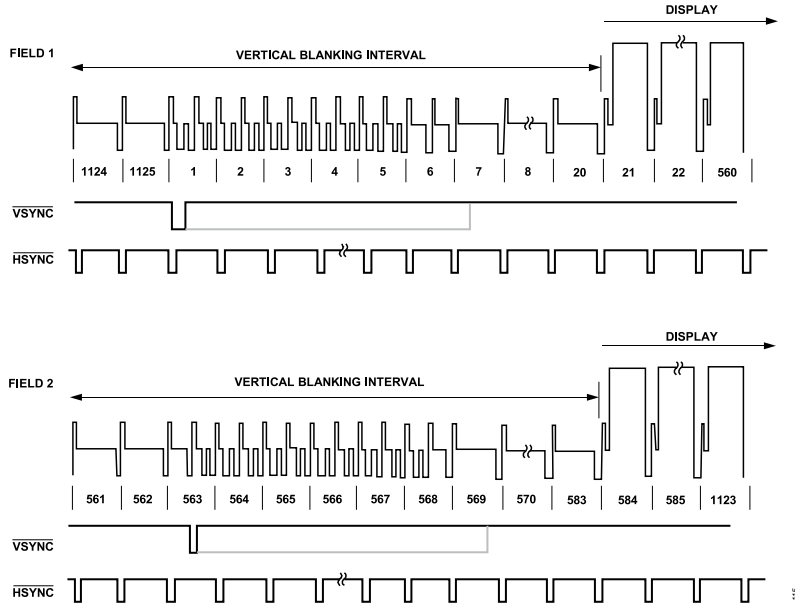 DISPLAY
FIELD 1
VERTICAL BLANKING INTERVAL
1124 1125 1 2 3 4 5 6 7 8 20 21 22 560
VSYNC
HSYNC
DISPLAY
FIELD 2
VERTICAL BLANKING INTERVAL
561 562 563 564 565 566 567 568 569 570 583 584 585 1123
VSYNC
HSYNC